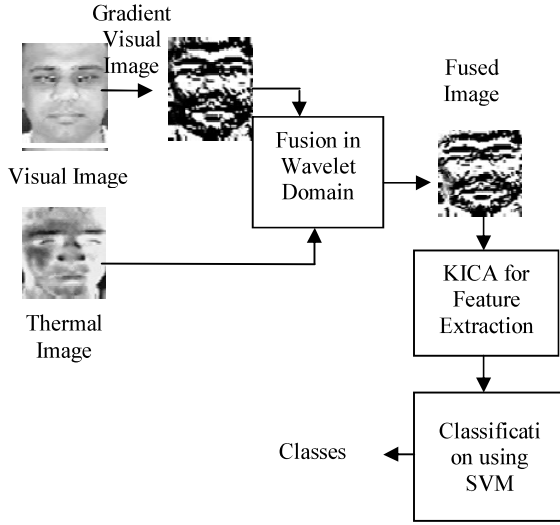 Gradient
Visual
Image
Visual Image
Thermal
Image
Fusion in
Wavelet
Domain
Fused
Image
KICA for
Feature
Extraction
Classificati
on using
SVM
Classes